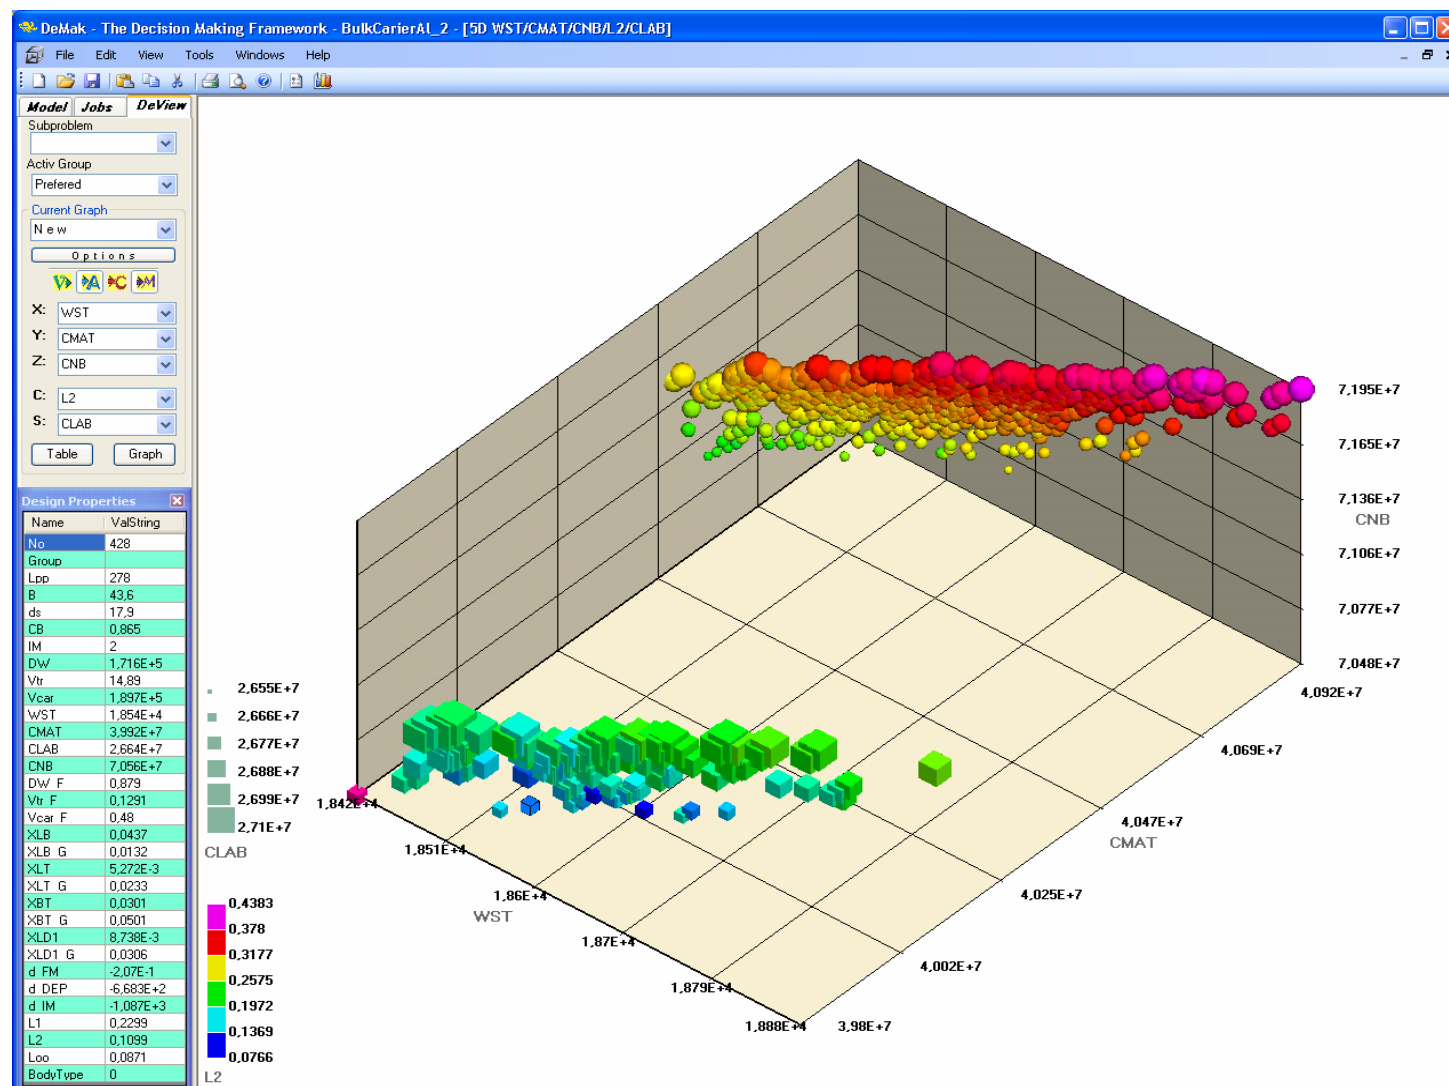 DeMak - The Decision Making Framework - BulkCarierAl_2 - [5D WST/CMAT/CNB/L2/CLAB]
File Edit View Tools Windows Help
Model Jobs DeView
Subproblem
Activ Group
Prefered
Current Graph
N e w
O p t i o n s
X: WST
Y: CMAT
Z: CNB
C: L2
S: CLAB
Table Graph
Design Properties
Name ValString
No 428
Group
Lpp 278
B 43,6
ds 17,9
CB 0,865
IM 2
DW 1,716E+5
Vtr 14,89
Vcar 1,897E+5
WST 1,854E+4
CMAT 3,992E+7
CLAB 2,664E+7
CNB 7,056E+7
DW F 0,879
Vtr F 0,1291
Vcar F 0,48
XLB 0,0437
XLB G 0,0132
XLT 5,272E-3
XLT G 0,0233
XBT 0,0301
XBT G 0,0501
XLD1 8,738E-3
XLD1 G 0,0306
d FM -2,07E-1
d DEP -6,683E+2
d IM -1,087E+3
L1 0,2299
L2 0,1099
Loo 0,0871
BodyType 0
2,655E+7
2,666E+7
2,677E+7
2,688E+7
2,699E+7
2,71E+7
CLAB
0,4383
0,378
0,3177
0,2575
0,1972
0,1369
0,0766
L2
1,842E+4
1,851E+4
1,86E+4
WST
1,87E+4
1,879E+4
1,888E+4
3,98E+7
4,002E+7
4,025E+7
CMAT
4,047E+7
4,069E+7
4,092E+7
7,195E+7
7,165E+7
7,136E+7
CNB
7,106E+7
7,077E+7
7,048E+7